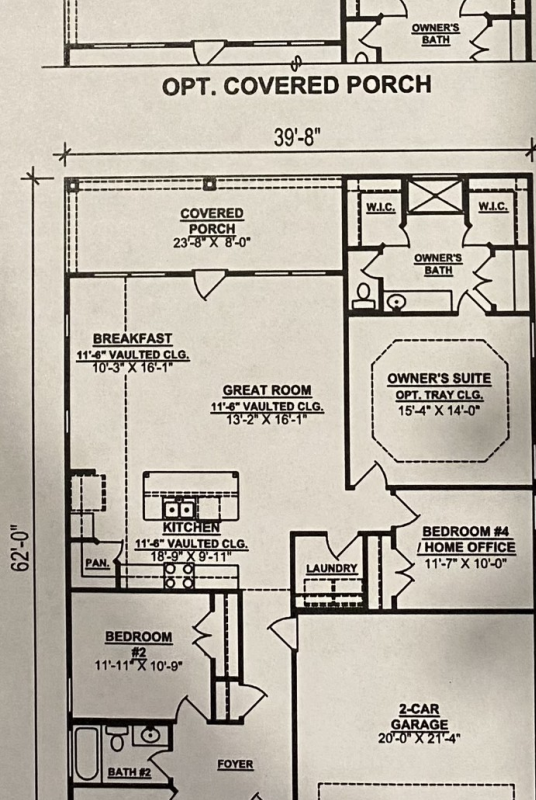 OWNER'S
BATH
OPT. COVERED PORCH
39'-8"
COVERED
PORCH
23'-8" X 8'-0"
W.I.C.
W.I.C.
OWNER'S
BATH
BREAKFAST
11'-6" VAULTED CLG.
10'-3" X 16'-1"
GREAT ROOM
11'-6" VAULTED CLG.
13'-2" X 16'-1"
OWNER'S SUITE
OPT. TRAY CLG.
15'-4" X 14'-0"
62'-0"
KITCHEN
11'-6" VAULTED CLG.
18'-9" X 9'-11"
PAN.
LAUNDRY
BEDROOM #4
/ HOME OFFICE
11'-7" X 10'-0"
BEDROOM
#2
11'-11" X 10'-9"
2-CAR
GARAGE
20'-0" X 21'-4"
BATH #2
FOYER